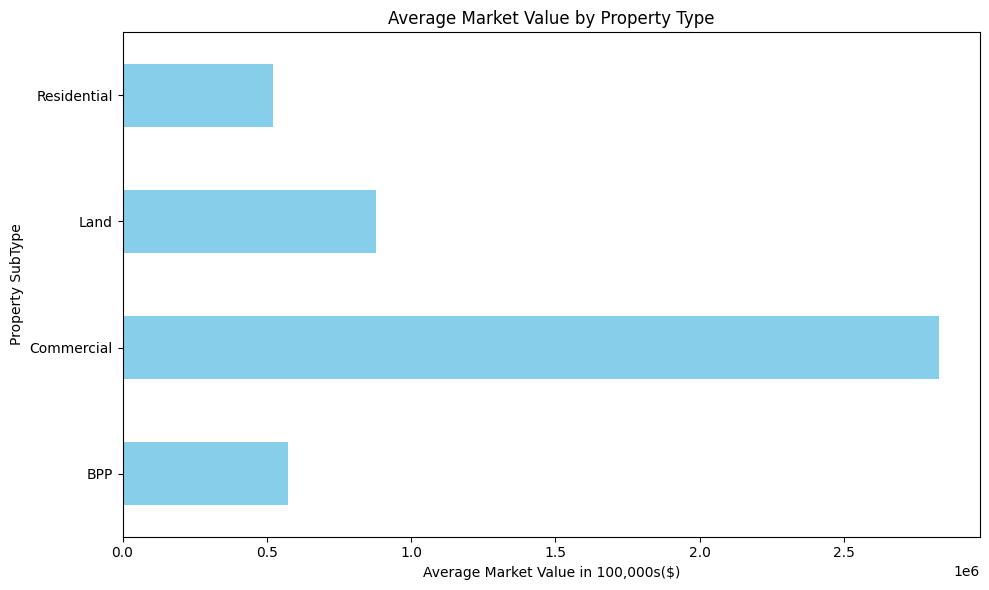 Average Market Value by Property Type
Property SubType
Residential
Land
Commercial
BPP
0.0 0.5 1.0 1.5 2.0 2.5
1e6
Average Market Value in 100,000s($)